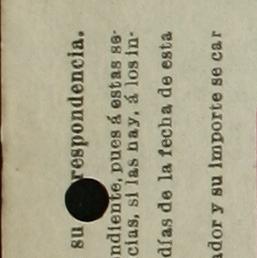 su respondencia.
ndiente, pues á estas se-
cias, si las hay, á los in-
días de la fecha de esta
ador y su importe se car